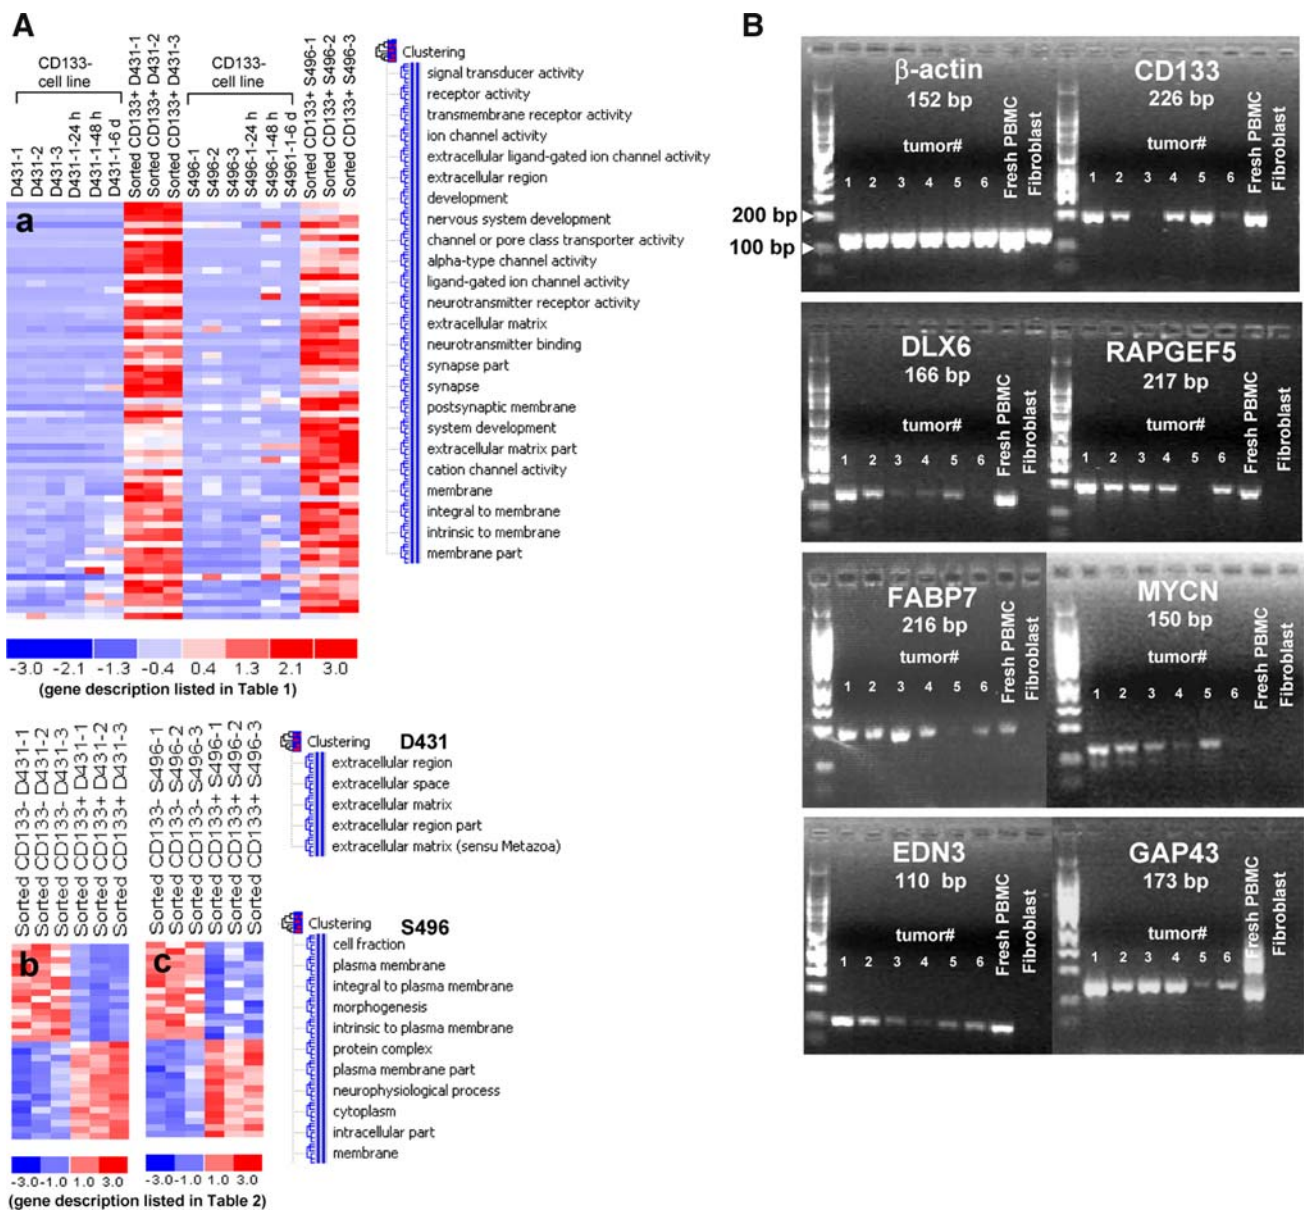 A
CD133-
cell line
D431-1
D431-2
D431-3
D431-1-24 h
D431-1-48 h
D431-1-6 d
Sorted CD133+ D431-1
Sorted CD133+ D431-2
Sorted CD133+ D431-3
CD133-
cell line
S496-1
S496-2
S496-3
S496-1-24 h
S496-1-48 h
S4961-1-6 d
Sorted CD133+ S496-1
Sorted CD133+ S496-2
Sorted CD133+ S496-3
a
Clustering
signal transducer activity
receptor activity
transmembrane receptor activity
ion channel activity
extracellular ligand-gated ion channel activity
extracellular region
development
nervous system development
channel or pore class transporter activity
alpha-type channel activity
ligand-gated ion channel activity
neurotransmitter receptor activity
extracellular matrix
neurotransmitter binding
synapse part
synapse
postsynaptic membrane
system development
extracellular matrix part
cation channel activity
membrane
integral to membrane
intrinsic to membrane
membrane part
-3.0 -2.1 -1.3 -0.4 0.4 1.3 2.1 3.0
(gene description listed in Table 1)
Sorted CD133- D431-1
Sorted CD133- D431-2
Sorted CD133- D431-3
Sorted CD133+ D431-1
Sorted CD133+ D431-2
Sorted CD133+ D431-3
b
-3.0 -1.0 1.0 3.0
Sorted CD133- S496-1
Sorted CD133- S496-2
Sorted CD133- S496-3
Sorted CD133+ S496-1
Sorted CD133+ S496-2
Sorted CD133+ S496-3
c
-3.0 -1.0 1.0 3.0
(gene description listed in Table 2)
Clustering D431
extracellular region
extracellular space
extracellular matrix
extracellular region part
extracellular matrix (sensu Metazoa)
Clustering S496
cell fraction
plasma membrane
integral to plasma membrane
morphogenesis
intrinsic to plasma membrane
protein complex
plasma membrane part
neurophysiological process
cytoplasm
intracellular part
membrane
B
200 bp
100 bp
β-actin
152 bp
tumor#
1 2 3 4 5 6
Fresh PBMC
Fibroblast
CD133
226 bp
tumor#
1 2 3 4 5 6
Fresh PBMC
Fibroblast
DLX6
166 bp
tumor#
1 2 3 4 5 6
Fresh PBMC
Fibroblast
RAPGEF5
217 bp
tumor#
1 2 3 4 5 6
Fresh PBMC
Fibroblast
FABP7
216 bp
tumor#
1 2 3 4 5 6
Fresh PBMC
Fibroblast
MYCN
150 bp
tumor#
1 2 3 4 5 6
Fresh PBMC
Fibroblast
EDN3
110 bp
tumor#
1 2 3 4 5 6
Fresh PBMC
Fibroblast
GAP43
173 bp
tumor#
1 2 3 4 5 6
Fresh PBMC
Fibroblast